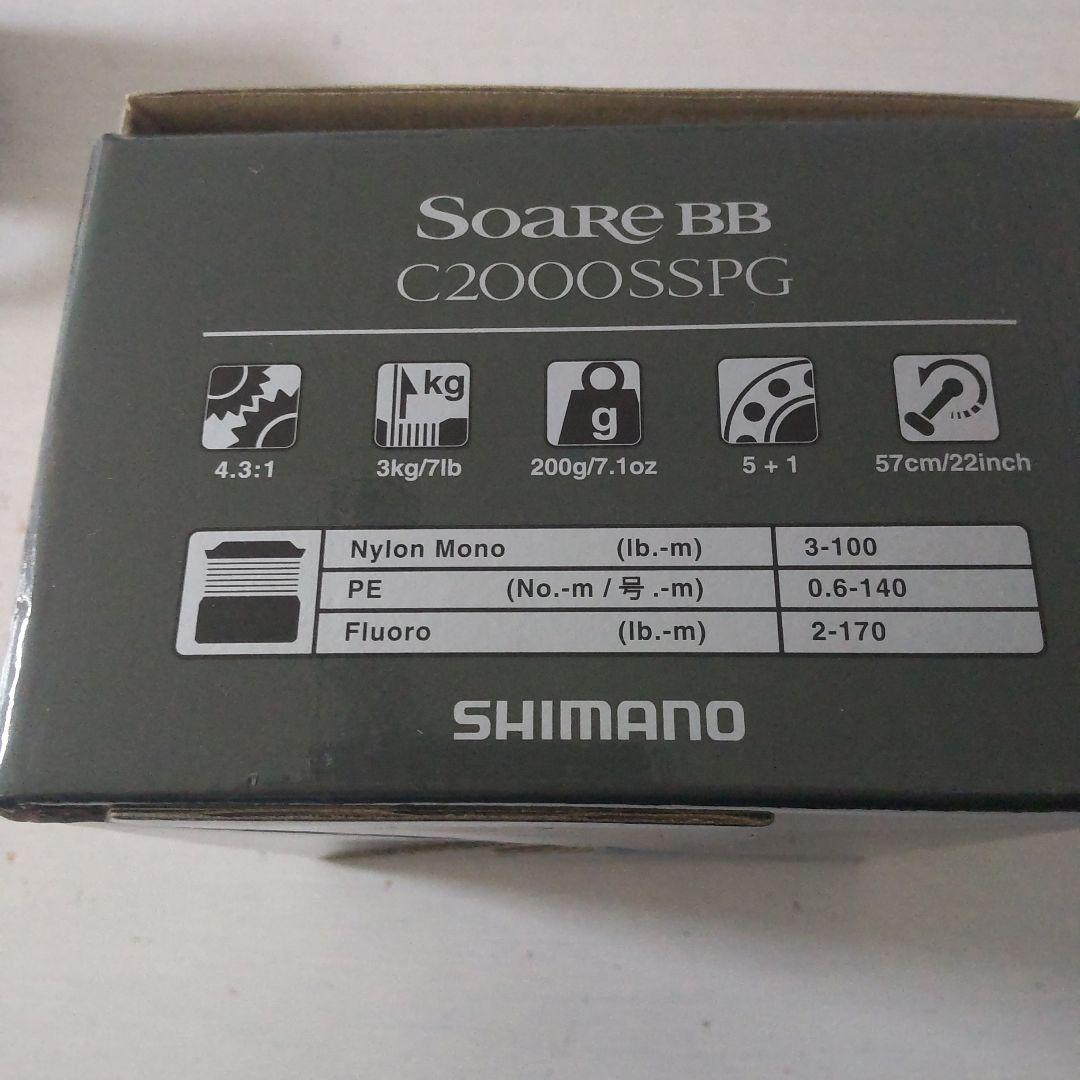 SoaRe BB
C2000SSPG
kg
g
4.3:1 3kg/7lb 200g/7.1oz 5 + 1 57cm/22inch
Nylon Mono (lb.-m) 3-100
PE (No.-m / 号.-m) 0.6-140
Fluoro (lb.-m) 2-170
SHIMANO